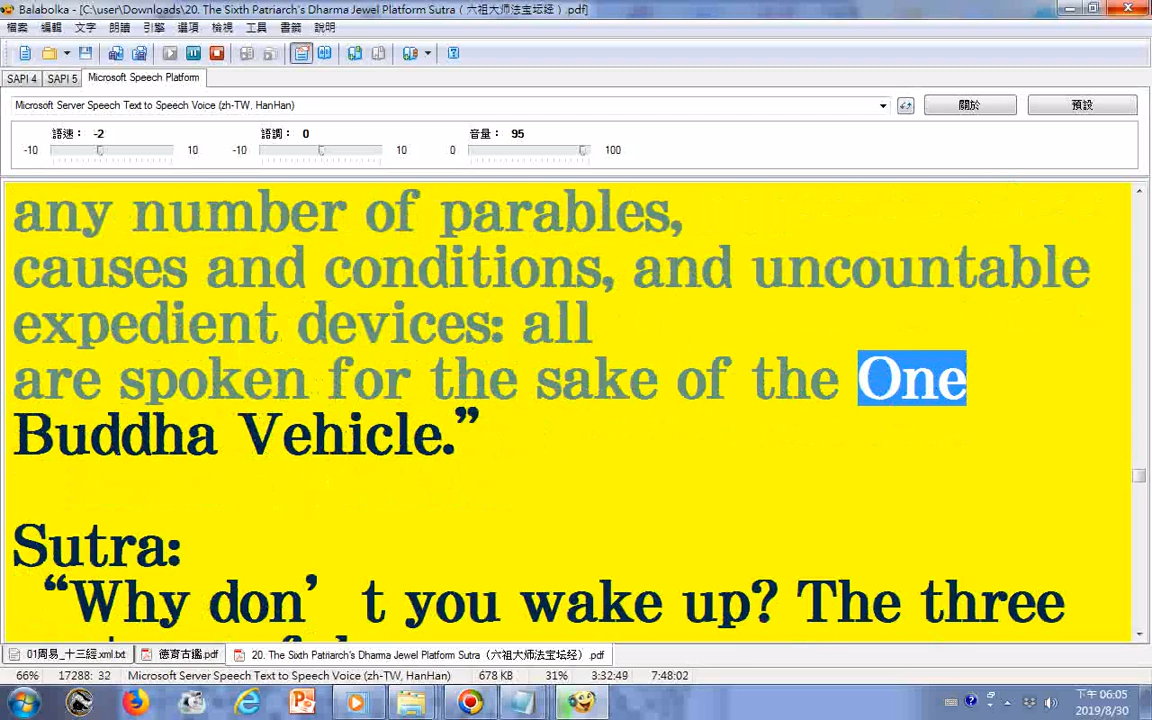 Balabolka - [C:\user\Downloads\20. The Sixth Patriarch's Dharma Jewel Platform Sutra (六祖大师法宝坛经) .pdf]
檔案 編輯 文字 朗讀 引擎 選項 檢視 工具 書籤 說明
SAPI 4 SAPI 5 Microsoft Speech Platform
Microsoft Server Speech Text to Speech Voice (zh-TW, HanHan) 關於 預設
語速： -2 語調： 0 音量： 95
-10 10 -10 10 0 100
any number of parables,
causes and conditions, and uncountable
expedient devices: all
are spoken for the sake of the One
Buddha Vehicle.”
Sutra:
“Why don’t you wake up? The three
01周易_十三經.xml.txt 德育古鑑.pdf 20. The Sixth Patriarch's Dharma Jewel Platform Sutra (六祖大师法宝坛经) .pdf
66% 17288: 32 Microsoft Server Speech Text to Speech Voice (zh-TW, HanHan) 678 KB 31% 3:32:49 7:48:02
下午 06:05
2019/8/30